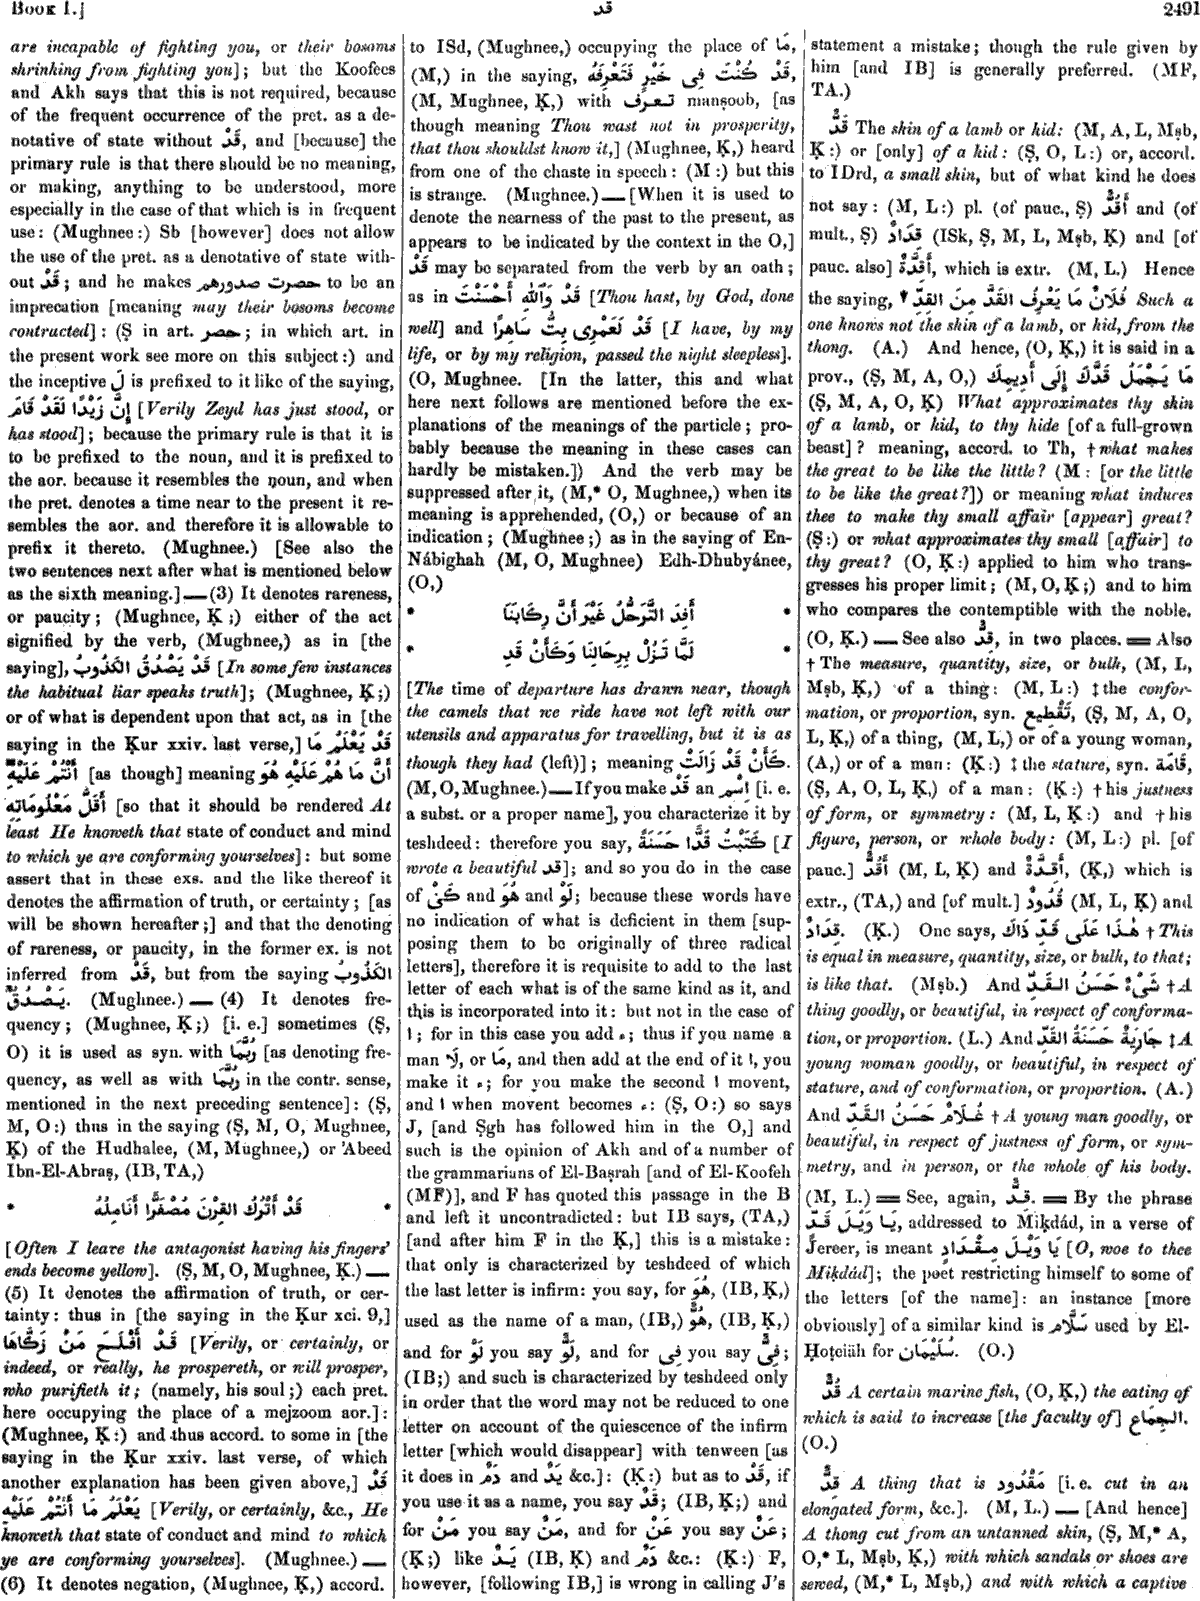 Book I.]
قد
2491
are incapable of fighting you, or their bosoms
shrinking from fighting you]; but the Koofees
and Akh says that this is not required, because
of the frequent occurrence of the pret. as a de-
notative of state without قَدْ, and [because] the
primary rule is that there should be no meaning,
or making, anything to be understood, more
especially in the case of that which is in frequent
use: (Mughnee:) Sb [however] does not allow
the use of the pret. as a denotative of state with-
out قَدْ; and he makes حصرت صدورهم to be an
imprecation [meaning may their bosoms become
contracted]: (Ṣ in art. حصر; in which art. in
the present work see more on this subject:) and
the inceptive لَ is prefixed to it like of the saying,
إِنَّ زَيْدًا لَقَدْ قَامَ [Verily Zeyd has just stood, or
has stood]; because the primary rule is that it is
to be prefixed to the noun, and it is prefixed to
the aor. because it resembles the noun, and when
the pret. denotes a time near to the present it re-
sembles the aor. and therefore it is allowable to
prefix it thereto. (Mughnee.) [See also the
two sentences next after what is mentioned below
as the sixth meaning.] — (3) It denotes rareness,
or paucity; (Mughnee, Ḳ;) either of the act
signified by the verb, (Mughnee,) as in [the
saying], قَدْ يَصْدُقُ الكَذُوبُ [In some few instances
the habitual liar speaks truth]; (Mughnee, Ḳ;)
or of what is dependent upon that act, as in [the
saying in the Ḳur xxiv. last verse,] قَدْ يَعْلَمُ مَا
أَنْتُمْ عَلَيْهِ [as though] meaning أَنَّ مَا هُمْ عَلَيْهِ هُوَ
أَقَلُّ مَعْلُومَاتِهِ [so that it should be rendered At
least He knoweth that state of conduct and mind
to which ye are conforming yourselves]: but some
assert that in these exs. and the like thereof it
denotes the affirmation of truth, or certainty; [as
will be shown hereafter;] and that the denoting
of rareness, or paucity, in the former ex. is not
inferred from قَدْ, but from the saying الكَذُوبُ
يَصْدُقُ. (Mughnee.) — (4) It denotes fre-
quency; (Mughnee, Ḳ;) [i. e.] sometimes (Ṣ,
O) it is used as syn. with رُبَّمَا [as denoting fre-
quency, as well as with رُبَّمَا in the contr. sense,
mentioned in the next preceding sentence]: (Ṣ,
M, O:) thus in the saying (Ṣ, M, O, Mughnee,
Ḳ) of the Hudhalee, (M, Mughnee,) or 'Abeed
Ibn-El-Abraṣ, (IB, TA,)
* قَدْ أَتْرُكُ القِرْنَ مُصْفَرًّا أَنَامِلُهُ *
[Often I leave the antagonist having his fingers'
ends become yellow]. (Ṣ, M, O, Mughnee, Ḳ.) —
(5) It denotes the affirmation of truth, or cer-
tainty: thus in [the saying in the Ḳur xci. 9,]
قَدْ أَفْلَحَ مَنْ زَكَّاهَا [Verily, or certainly, or
indeed, or really, he prospereth, or will prosper,
who purifieth it; (namely, his soul;) each pret.
here occupying the place of a mejzoom aor.]:
(Mughnee, Ḳ:) and thus accord. to some in [the
saying in the Ḳur xxiv. last verse, of which
another explanation has been given above,] قَدْ
يَعْلَمُ مَا أَنْتُمْ عَلَيْهِ [Verily, or certainly, &c., He
knoweth that state of conduct and mind to which
ye are conforming yourselves]. (Mughnee.) —
(6) It denotes negation, (Mughnee, Ḳ,) accord.
to ISd, (Mughnee,) occupying the place of مَا,
(M,) in the saying, قَدْ كُنْتَ فِى خَيْرٍ فَتَعْرِفَهُ,
(M, Mughnee, Ḳ,) with تعرف manṣoob, [as
though meaning Thou wast not in prosperity,
that thou shouldst know it,] (Mughnee, Ḳ,) heard
from one of the chaste in speech: (M:) but this
is strange. (Mughnee.) — [When it is used to
denote the nearness of the past to the present, as
appears to be indicated by the context in the O,]
قَدْ may be separated from the verb by an oath;
as in قَدْ وَٱللّٰهِ أَحْسَنْتَ [Thou hast, by God, done
well] and قَدْ لَعَمْرِى بِتُّ سَاهِرًا [I have, by my
life, or by my religion, passed the night sleepless].
(O, Mughnee. [In the latter, this and what
here next follows are mentioned before the ex-
planations of the meanings of the particle; pro-
bably because the meaning in these cases can
hardly be mistaken.]) And the verb may be
suppressed after it, (M,* O, Mughnee,) when its
meaning is apprehended, (O,) or because of an
indication; (Mughnee;) as in the saying of En-
Nábighah (M, O, Mughnee) Edh-Dhubyánee,
(O,)
* أَفِدَ التَّرَحُّلُ غَيْرَ أَنَّ رِكَابَنَا *
* لَمَّا تَزُلْ بِرِحَالِنَا وَكَأَنْ قَدِ *
[The time of departure has drawn near, though
the camels that we ride have not left with our
utensils and apparatus for travelling, but it is as
though they had (left)]; meaning كَأَنْ قَدْ زَالَتْ.
(M, O, Mughnee.) — If you make قَدْ an اِسْم [i. e.
a subst. or a proper name], you characterize it by
teshdeed: therefore you say, كَتَبْتُ قَدًّا حَسَنَةً [I
wrote a beautiful قد]; and so you do in the case
of كَىْ and هُوَ and لَوْ; because these words have
no indication of what is deficient in them [sup-
posing them to be originally of three radical
letters], therefore it is requisite to add to the last
letter of each what is of the same kind as it, and
this is incorporated into it: but not in the case of
ا; for in this case you add ء; thus if you name a
man لَا, or مَا, and then add at the end of it ا, you
make it ء; for you make the second ا movent,
and ا when movent becomes ء: (Ṣ, O:) so says
J, [and Ṣgh has followed him in the O,] and
such is the opinion of Akh and of a number of
the grammarians of El-Baṣrah [and of El-Koofeh
(MF)], and F has quoted this passage in the B
and left it uncontradicted: but IB says, (TA,)
[and after him F in the Ḳ,] this is a mistake:
that only is characterized by teshdeed of which
the last letter is infirm: you say, for هُوَ, (IB, Ḳ,)
used as the name of a man, (IB,) هُوٌّ, (IB, Ḳ,)
and for لَوْ you say لَوٌّ, and for فِى you say فِىٌّ;
(IB;) and such is characterized by teshdeed only
in order that the word may not be reduced to one
letter on account of the quiescence of the infirm
letter [which would disappear] with tenween [as
it does in دَمٌ and يَدٌ &c.]: (Ḳ:) but as to قَدْ, if
you use it as a name, you say قَدٌ; (IB, Ḳ;) and
for مَنْ you say مَنٌ, and for عَنْ you say عَنٌ;
(Ḳ;) like يَدٌ (IB, Ḳ) and دَمٌ &c.: (Ḳ:) F,
however, [following IB,] is wrong in calling J's
statement a mistake; though the rule given by
him [and IB] is generally preferred. (MF,
TA.)
قَدٌّ The skin of a lamb or kid: (M, A, L, Mṣb,
Ḳ:) or [only] of a kid: (Ṣ, O, L:) or, accord.
to IDrd, a small skin, but of what kind he does
not say: (M, L:) pl. (of pauc., Ṣ) أَقُدٌّ and (of
mult., Ṣ) قِدَادٌ (ISk, Ṣ, M, L, Mṣb, Ḳ) and [of
pauc. also] أَقِدَّةٌ, which is extr. (M, L.) Hence
the saying, فُلَانٌ مَا يَعْرِفُ القَدَّ مِنَ القِدِّ Such a
one knows not the skin of a lamb, or kid, from the
thong. (A.) And hence, (O, Ḳ,) it is said in a
prov., (Ṣ, M, A, O,) مَا يَجْمَلُ قَدَّكَ إِلَى أَدِيمِكَ
(Ṣ, M, A, O, Ḳ) What approximates thy skin
of a lamb, or kid, to thy hide [of a full-grown
beast]? meaning, accord. to Th, † what makes
the great to be like the little? (M: [or the little
to be like the great?]) or meaning what induces
thee to make thy small affair [appear] great?
(Ṣ:) or what approximates thy small [affair] to
thy great? (O, Ḳ:) applied to him who trans-
gresses his proper limit; (M, O, Ḳ;) and to him
who compares the contemptible with the noble.
(O, Ḳ.) — See also قِدٌّ, in two places. = Also
† The measure, quantity, size, or bulk, (M, L,
Mṣb, Ḳ,) of a thing: (M, L:) ‡ the confor-
mation, or proportion, syn. تَقْطِيع, (Ṣ, M, A, O,
L, Ḳ,) of a thing, (M, L,) or of a young woman,
(A,) or of a man: (Ḳ:) ‡ the stature, syn. قَامَة,
(Ṣ, A, O, L, Ḳ,) of a man: (Ḳ:) † his justness
of form, or symmetry: (M, L, Ḳ:) and † his
figure, person, or whole body: (M, L:) pl. [of
pauc.] أَقُدٌّ (M, L, Ḳ) and أَقِدَّةٌ, (Ḳ,) which is
extr., (TA,) and [of mult.] قُدُودٌ (M, L, Ḳ) and
قِدَادٌ. (Ḳ.) One says, هٰذَا عَلَى قَدِّ ذَاكَ † This
is equal in measure, quantity, size, or bulk, to that;
is like that. (Mṣb.) And شَىْءٌ حَسَنُ القَدِّ † A
thing goodly, or beautiful, in respect of conforma-
tion, or proportion. (L.) And جَارِيَةٌ حَسَنَةُ القَدِّ ‡ A
young woman goodly, or beautiful, in respect of
stature, and of conformation, or proportion. (A.)
And غُلَامٌ حَسَنُ القَدِّ † A young man goodly, or
beautiful, in respect of justness of form, or sym-
metry, and in person, or the whole of his body.
(M, L.) = See, again, قِدٌّ. = By the phrase
يَا وَيْلَ قَدٍّ, addressed to Miḳdád, in a verse of
Jereer, is meant يَا وَيْلَ مِقْدَادٍ [O, woe to thee
Miḳdád]; the poet restricting himself to some of
the letters [of the name]: an instance [more
obviously] of a similar kind is سَلَّام used by El-
Ḥoṭeiäh for سُلَيْمَان. (O.)
قُدٌّ A certain marine fish, (O, Ḳ,) the eating of
which is said to increase [the faculty of] الجِمَاع.
(O.)
قِدٌّ A thing that is مَقْدُود [i. e. cut in an
elongated form, &c.]. (M, L.) — [And hence]
A thong cut from an untanned skin, (Ṣ, M,* A,
O,* L, Mṣb, Ḳ,) with which sandals or shoes are
sewed, (M,* L, Mṣb,) and with which a captive